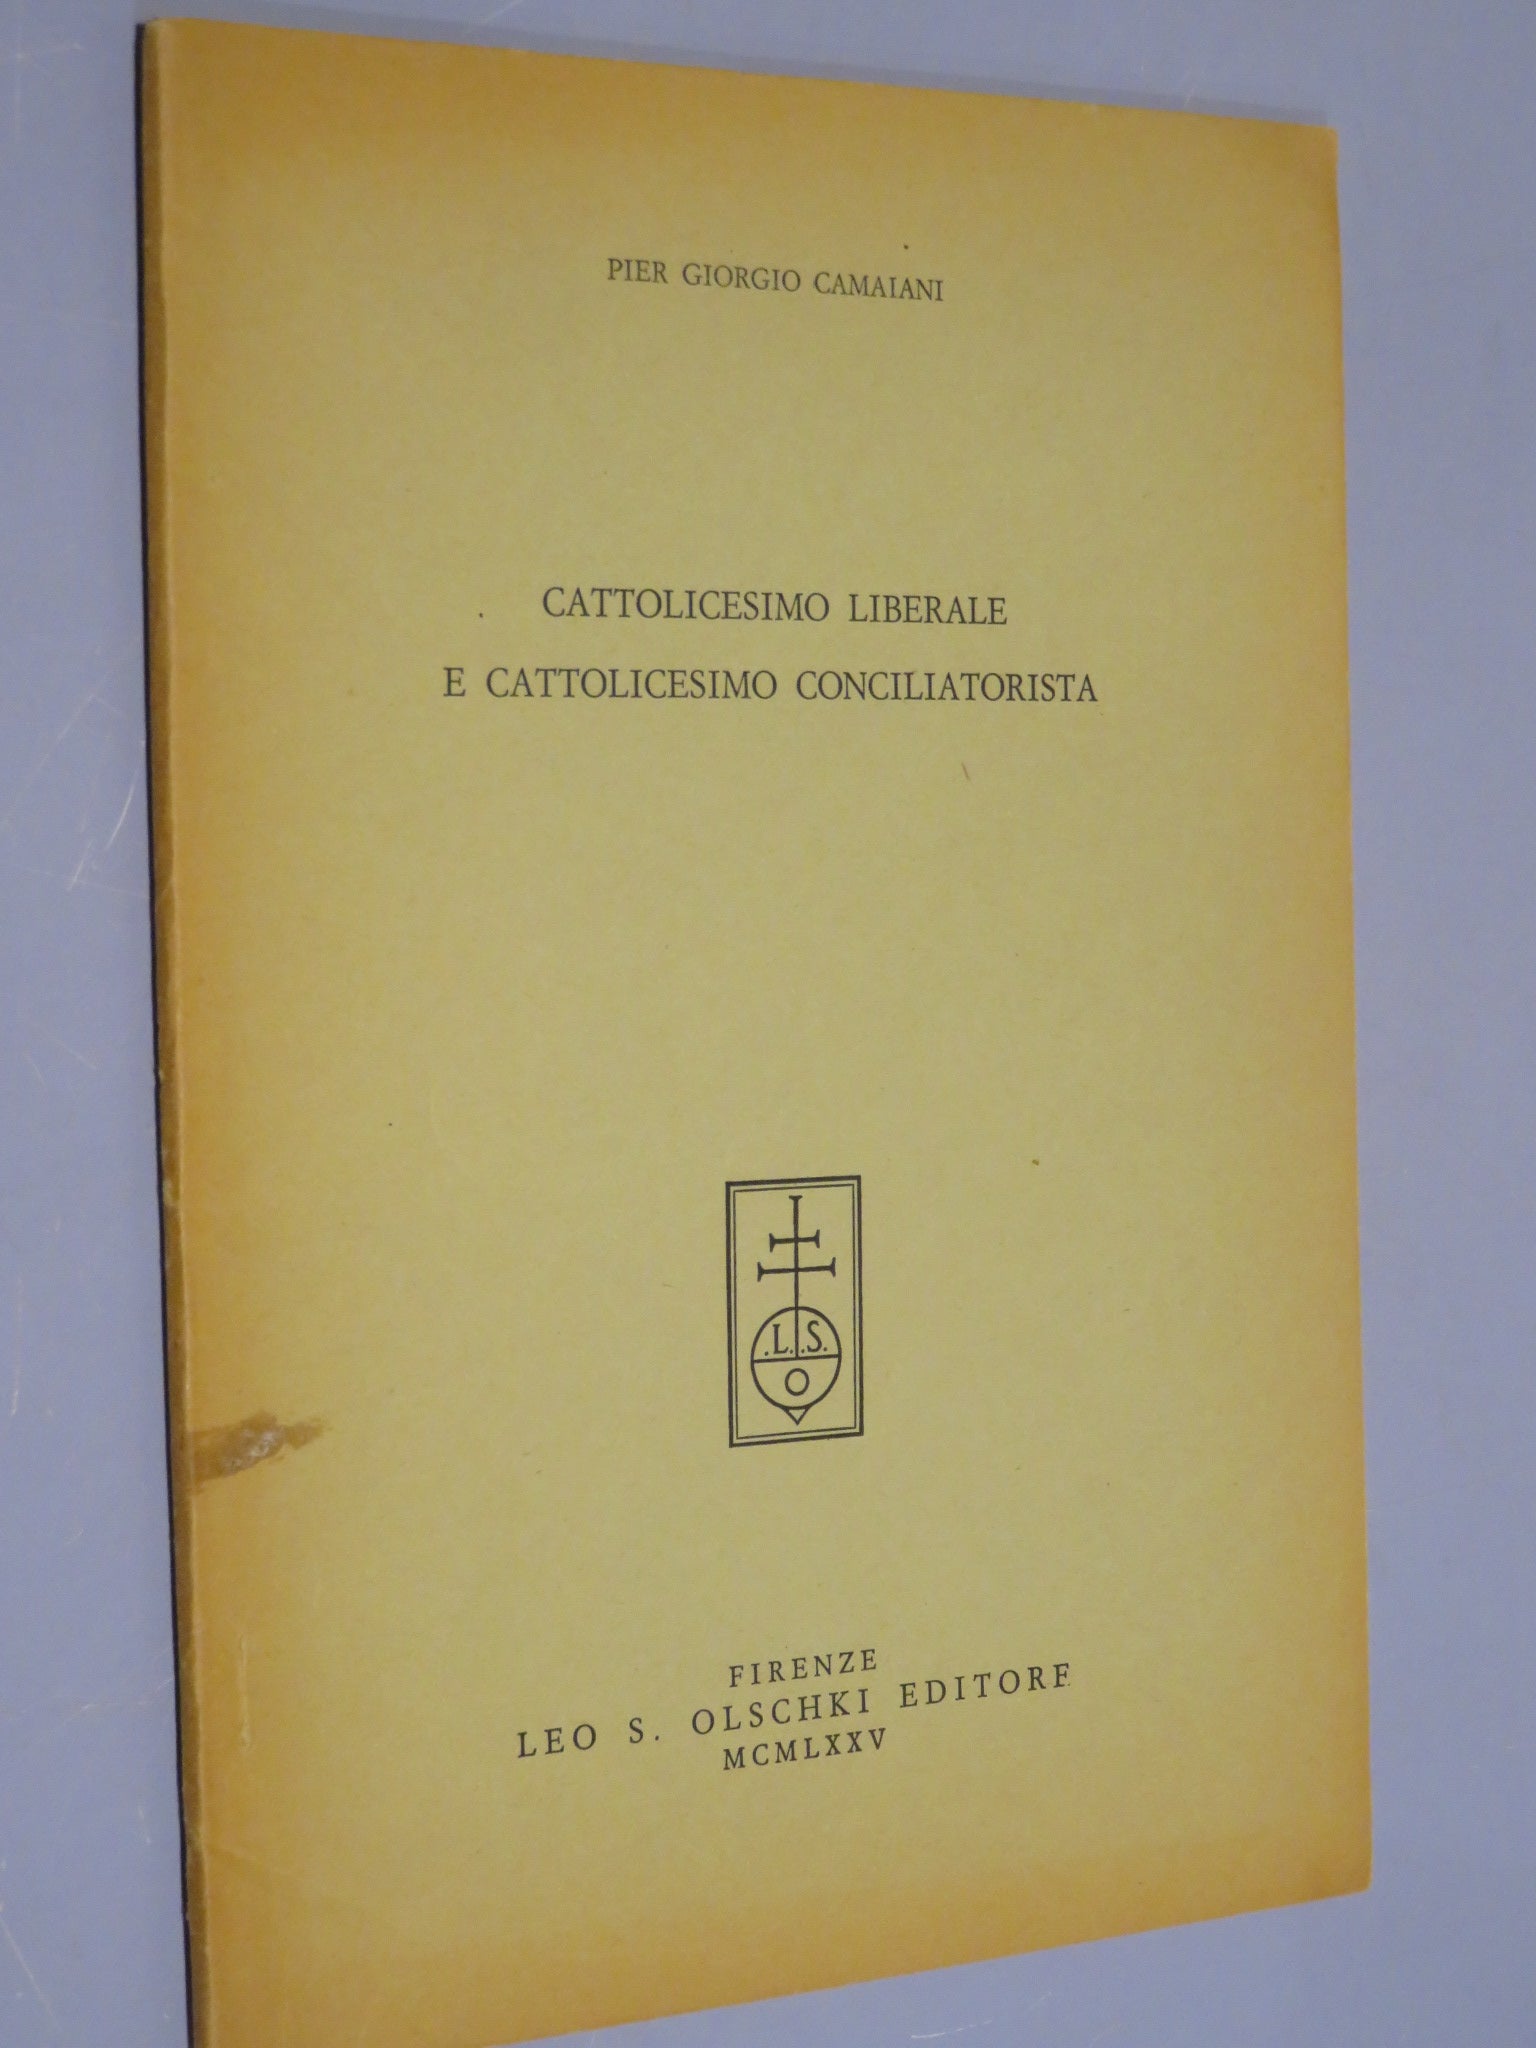 PIER GIORGIO CAMAIANI
CATTOLICESIMO LIBERALE
E CATTOLICESIMO CONCILIATORISTA
.L.S.
O
FIRENZE
LEO S. OLSCHKI EDITORE
MCMLXXV